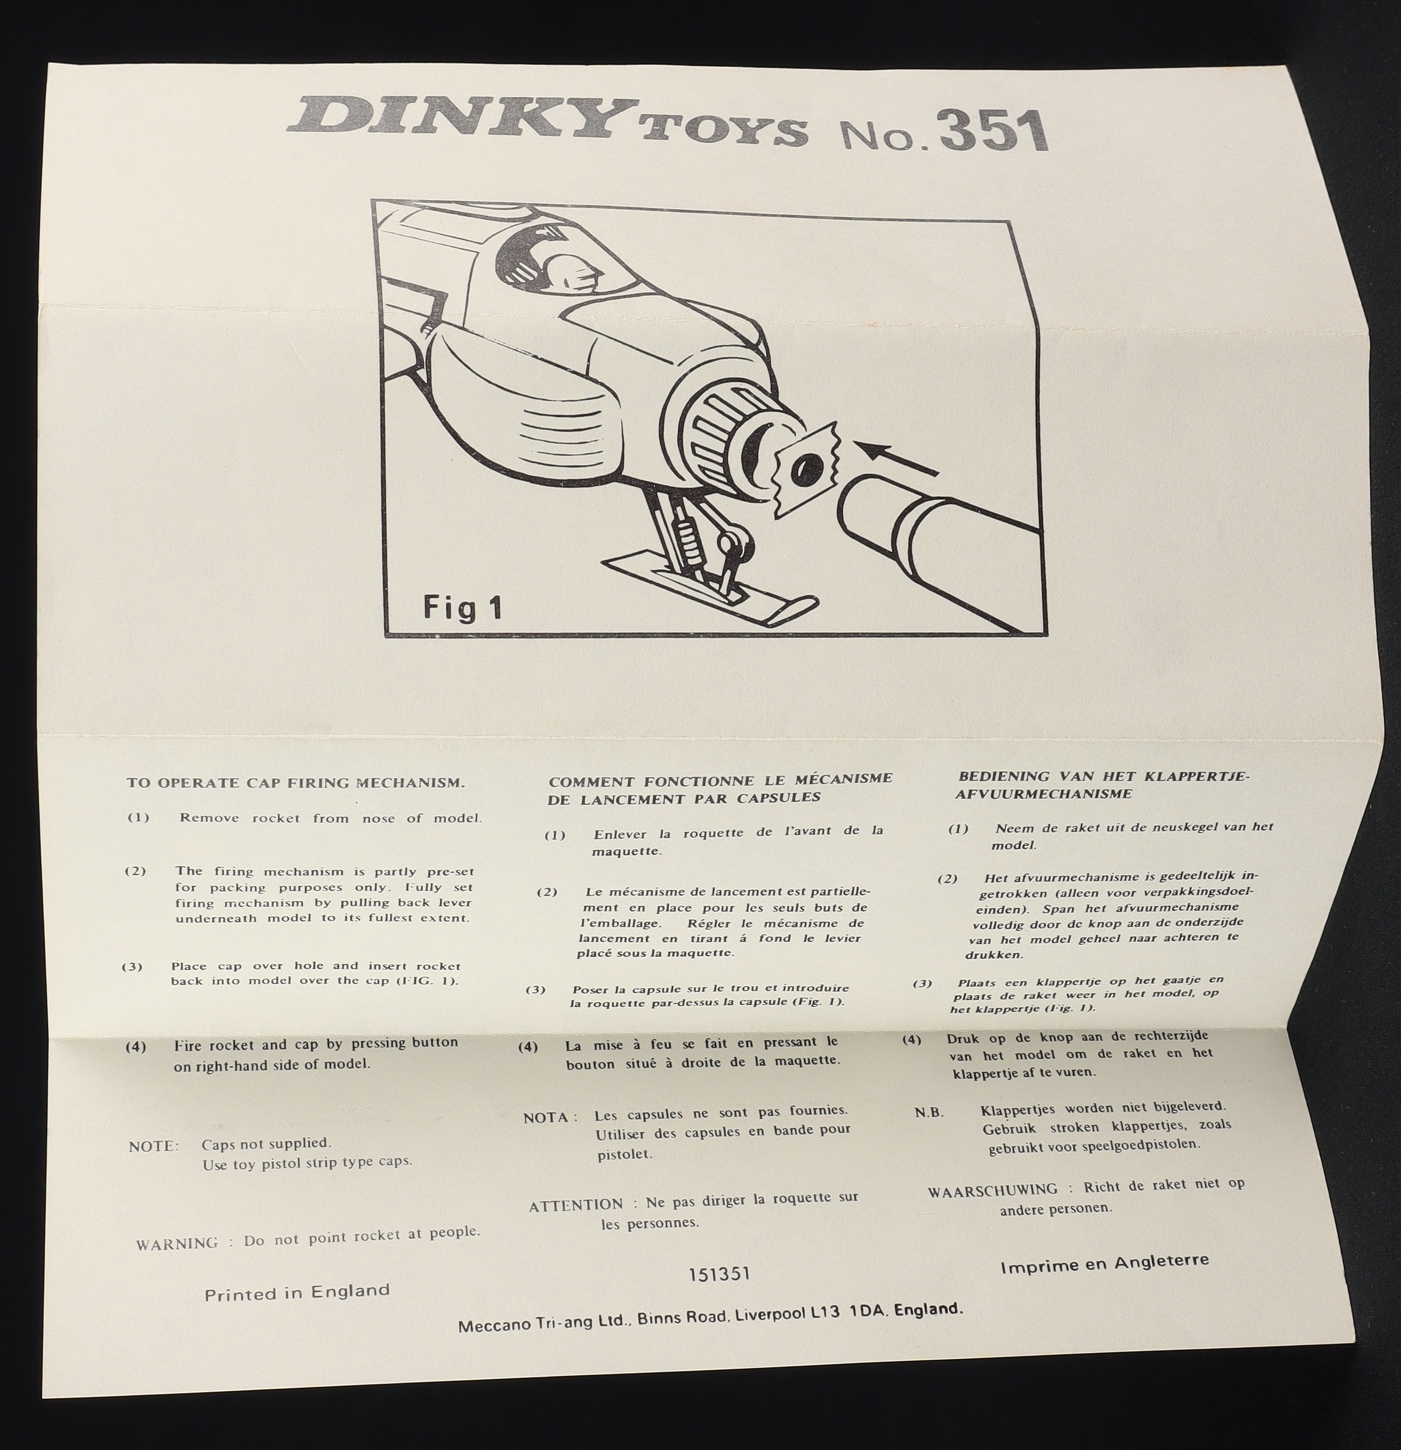 DINKY TOYS No. 351
Fig 1
TO OPERATE CAP FIRING MECHANISM.
(1) Remove rocket from nose of model.
(2) The firing mechanism is partly pre-set
for packing purposes only. Fully set
firing mechanism by pulling back lever
underneath model to its fullest extent.
(3) Place cap over hole and insert rocket
back into model over the cap (FIG. 1).
(4) Fire rocket and cap by pressing button
on right-hand side of model.
NOTE: Caps not supplied.
Use toy pistol strip type caps.
WARNING : Do not point rocket at people.
Printed in England
COMMENT FONCTIONNE LE MÉCANISME
DE LANCEMENT PAR CAPSULES
(1) Enlever la roquette de l'avant de la
maquette.
(2) Le mécanisme de lancement est partielle-
ment en place pour les seuls buts de
l'emballage. Régler le mécanisme de
lancement en tirant á fond le levier
placé sous la maquette.
(3) Poser la capsule sur le trou et introduire
la roquette par-dessus la capsule (Fig. 1).
(4) La mise à feu se fait en pressant le
bouton situé à droite de la maquette.
NOTA : Les capsules ne sont pas fournies.
Utiliser des capsules en bande pour
pistolet.
ATTENTION : Ne pas diriger la roquette sur
les personnes.
151351
BEDIENING VAN HET KLAPPERTJE-
AFVUURMECHANISME
(1) Neem de raket uit de neuskegel van het
model.
(2) Het afvuurmechanisme is gedeeltelijk in-
getrokken (alleen voor verpakkingsdoel-
einden). Span het afvuurmechanisme
volledig door de knop aan de onderzijde
van het model geheel naar achteren te
drukken.
(3) Plaats een klappertje op het gaatje en
plaats de raket weer in het model, op
het klappertje (Fig. 1).
(4) Druk op de knop aan de rechterzijde
van het model om de raket en het
klappertje af te vuren.
N.B. Klappertjes worden niet bijgeleverd.
Gebruik stroken klappertjes, zoals
gebruikt voor speelgoedpistolen.
WAARSCHUWING : Richt de raket niet op
andere personen.
Imprime en Angleterre
Meccano Tri-ang Ltd., Binns Road, Liverpool L13 1DA, England.